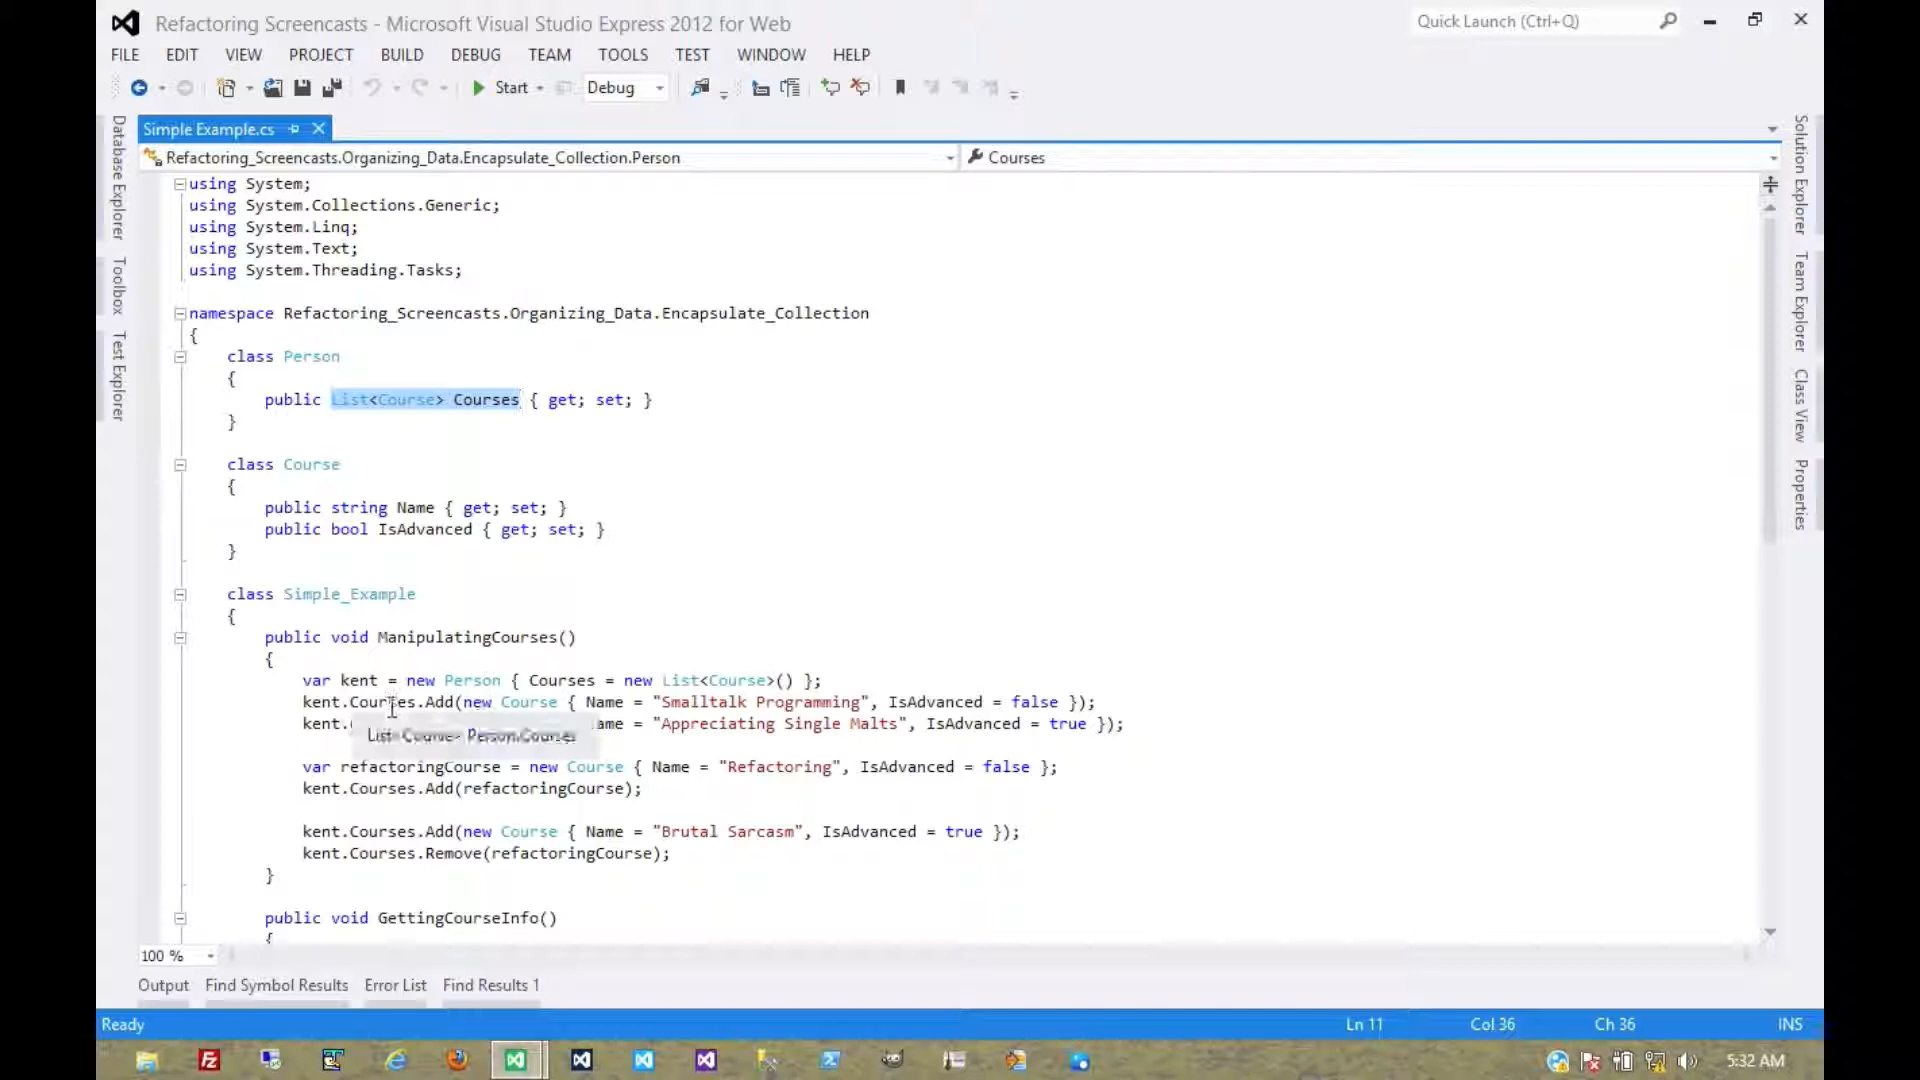 Refactoring Screencasts - Microsoft Visual Studio Express 2012 for Web
Quick Launch (Ctrl+Q)
FILE EDIT VIEW PROJECT BUILD DEBUG TEAM TOOLS TEST WINDOW HELP
Start Debug
Simple Example.cs
Refactoring_Screencasts.Organizing_Data.Encapsulate_Collection.Person
Courses
Database Explorer
Toolbox
Test Explorer
using System;
using System.Collections.Generic;
using System.Linq;
using System.Text;
using System.Threading.Tasks;
namespace Refactoring_Screencasts.Organizing_Data.Encapsulate_Collection
{
class Person
{
public List<Course> Courses { get; set; }
}
class Course
{
public string Name { get; set; }
public bool IsAdvanced { get; set; }
}
class Simple_Example
{
public void ManipulatingCourses()
{
var kent = new Person { Courses = new List<Course>() };
kent.Courses.Add(new Course { Name = "Smalltalk Programming", IsAdvanced = false });
kent. ame = "Appreciating Single Malts", IsAdvanced = true });
List<Course> Person.Courses
var refactoringCourse = new Course { Name = "Refactoring", IsAdvanced = false };
kent.Courses.Add(refactoringCourse);
kent.Courses.Add(new Course { Name = "Brutal Sarcasm", IsAdvanced = true });
kent.Courses.Remove(refactoringCourse);
}
public void GettingCourseInfo()
{
Solution Explorer
Team Explorer
Class View
Properties
100 %
Output Find Symbol Results Error List Find Results 1
Ready Ln 11 Col 36 Ch 36 INS
5:32 AM